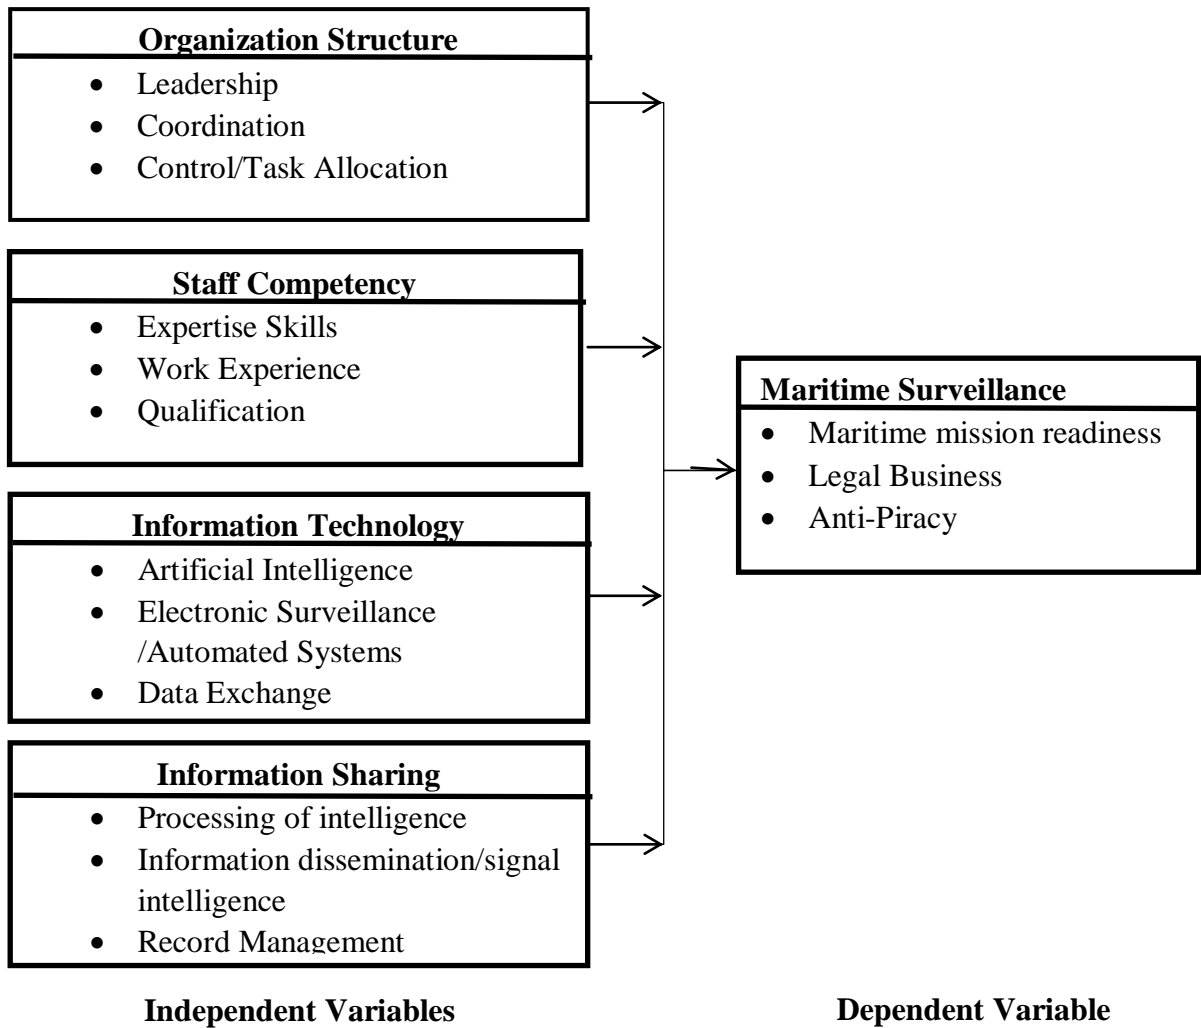 Organization Structure
• Leadership
• Coordination
• Control/Task Allocation
Staff Competency
• Expertise Skills
• Work Experience
• Qualification
Information Technology
• Artificial Intelligence
• Electronic Surveillance
/Automated Systems
• Data Exchange
Information Sharing
• Processing of intelligence
• Information dissemination/signal
intelligence
• Record Management
Independent Variables
Maritime Surveillance
• Maritime mission readiness
• Legal Business
• Anti-Piracy
Dependent Variable